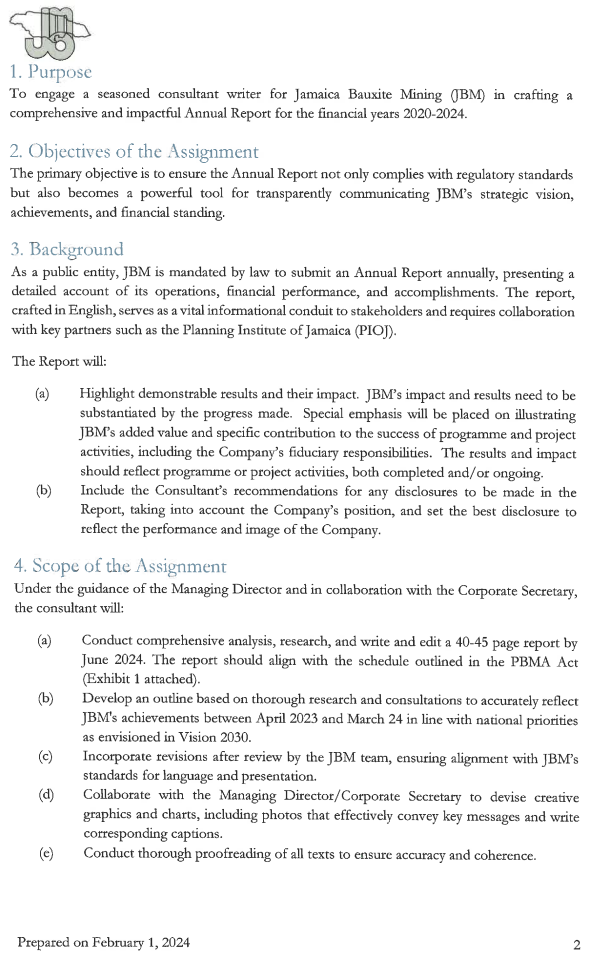 JBM
1. Purpose
To engage a seasoned consultant writer for Jamaica Bauxite Mining (JBM) in crafting a
comprehensive and impactful Annual Report for the financial years 2020-2024.
2. Objectives of the Assignment
The primary objective is to ensure the Annual Report not only complies with regulatory standards
but also becomes a powerful tool for transparently communicating JBM's strategic vision,
achievements, and financial standing.
3. Background
As a public entity, JBM is mandated by law to submit an Annual Report annually, presenting a
detailed account of its operations, financial performance, and accomplishments. The report,
crafted in English, serves as a vital informational conduit to stakeholders and requires collaboration
with key partners such as the Planning Institute of Jamaica (PIOJ).
The Report will:
(a) Highlight demonstrable results and their impact. JBM's impact and results need to be
substantiated by the progress made. Special emphasis will be placed on illustrating
JBM's added value and specific contribution to the success of programme and project
activities, including the Company's fiduciary responsibilities. The results and impact
should reflect programme or project activities, both completed and/or ongoing.
(b) Include the Consultant's recommendations for any disclosures to be made in the
Report, taking into account the Company's position, and set the best disclosure to
reflect the performance and image of the Company.
4. Scope of the Assignment
Under the guidance of the Managing Director and in collaboration with the Corporate Secretary,
the consultant will:
(a) Conduct comprehensive analysis, research, and write and edit a 40-45 page report by
June 2024. The report should align with the schedule outlined in the PBMA Act
(Exhibit 1 attached).
(b) Develop an outline based on thorough research and consultations to accurately reflect
JBM's achievements between April 2023 and March 24 in line with national priorities
as envisioned in Vision 2030.
(c) Incorporate revisions after review by the JBM team, ensuring alignment with JBM's
standards for language and presentation.
(d) Collaborate with the Managing Director/Corporate Secretary to devise creative
graphics and charts, including photos that effectively convey key messages and write
corresponding captions.
(e) Conduct thorough proofreading of all texts to ensure accuracy and coherence.
Prepared on February 1, 2024 2